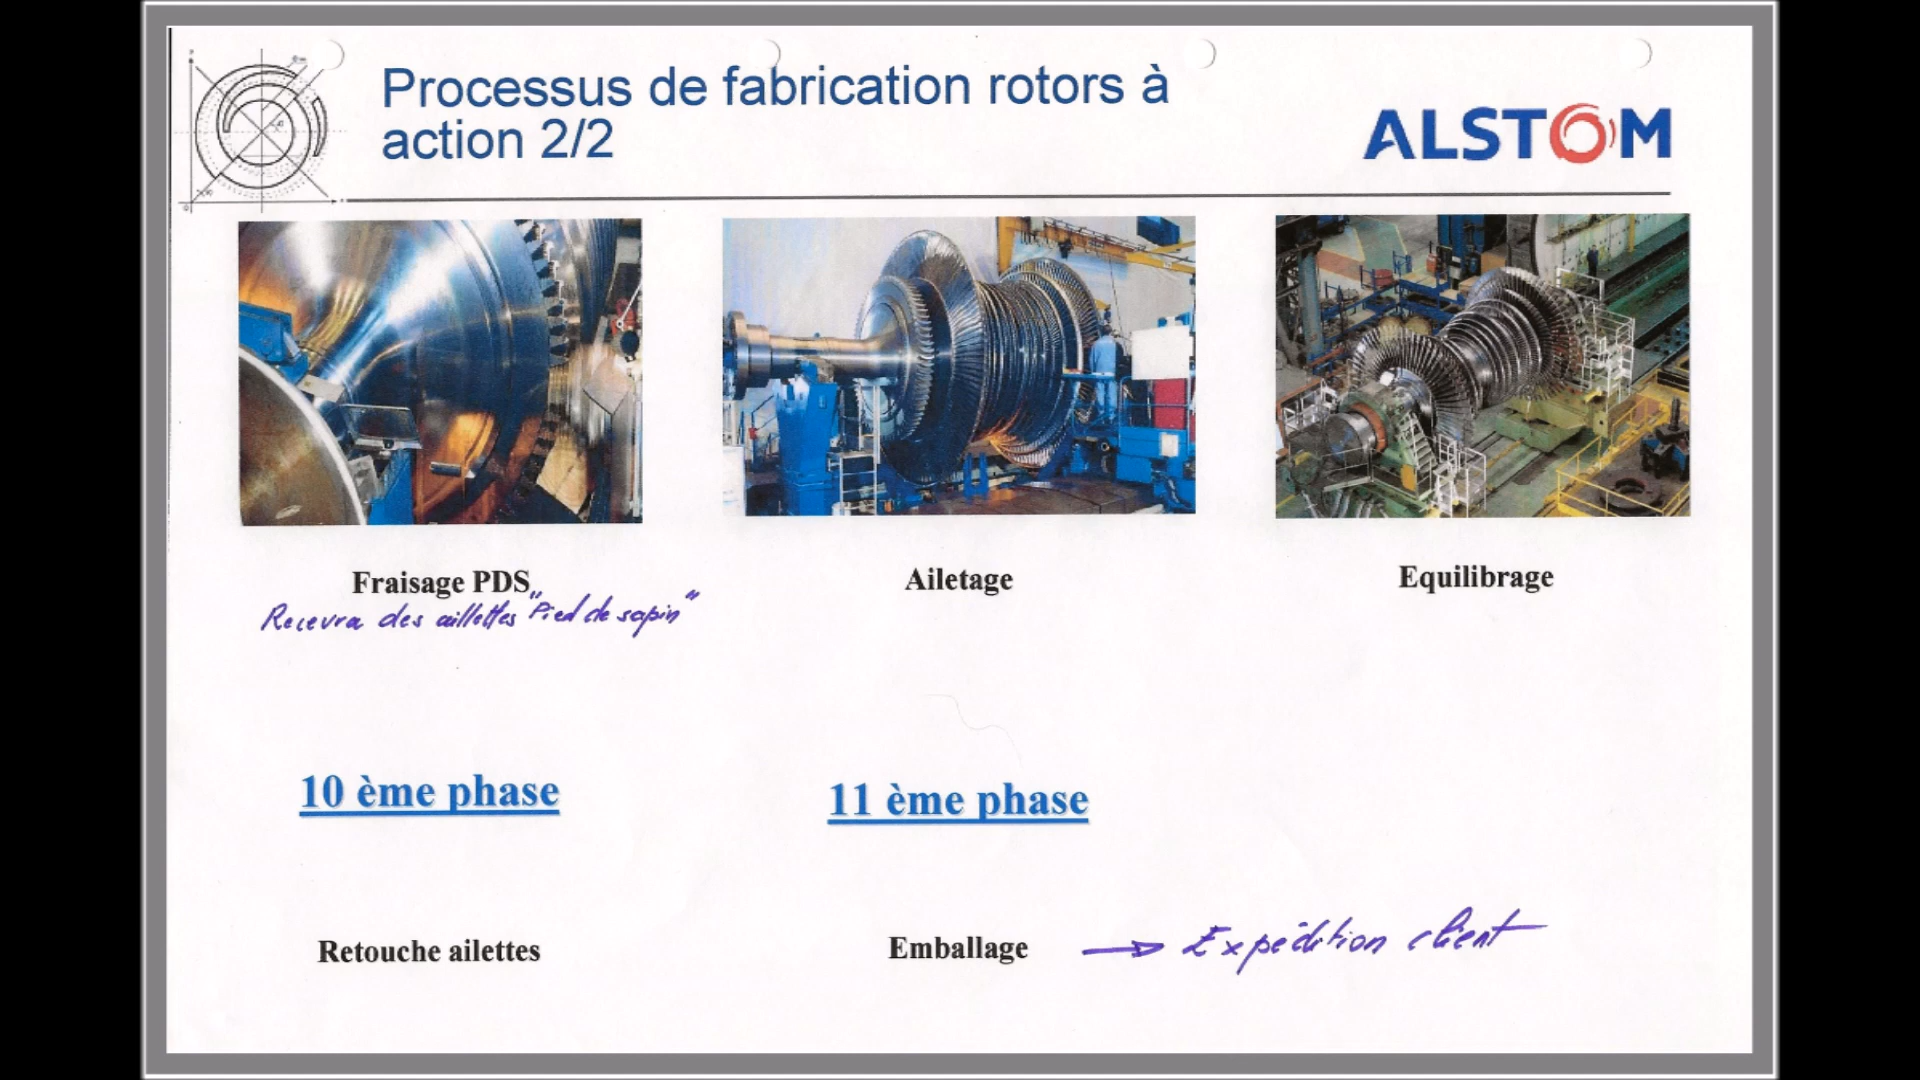 Processus de fabrication rotors à
action 2/2
ALSTOM
Fraisage PDS
Recevra des aillettes "Pied de sapin"
Ailetage
Equilibrage
10 ème phase
11 ème phase
Retouche ailettes
Emballage → Expédition client